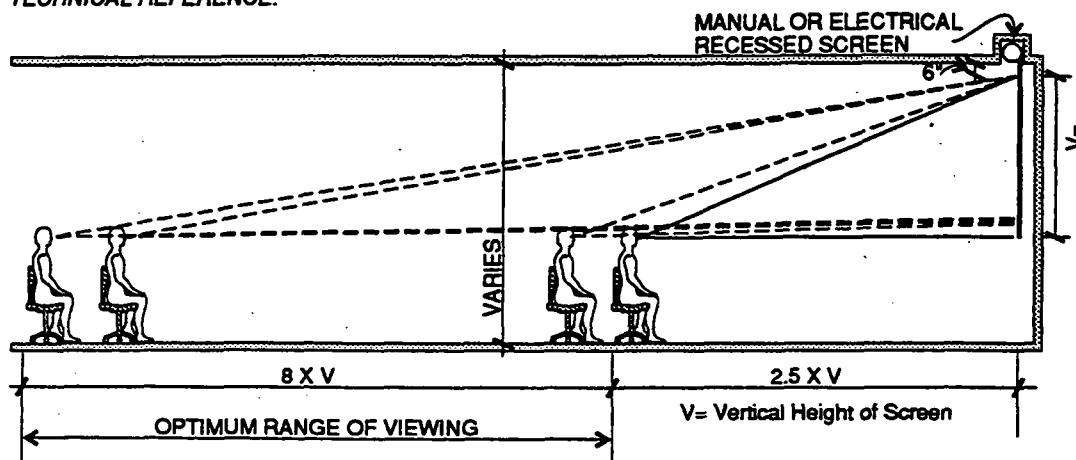 TECHNICAL REFERENCE:
MANUAL OR ELECTRICAL
RECESSED SCREEN
6"
V=
VARIES
8 X V
2.5 X V
V= Vertical Height of Screen
OPTIMUM RANGE OF VIEWING